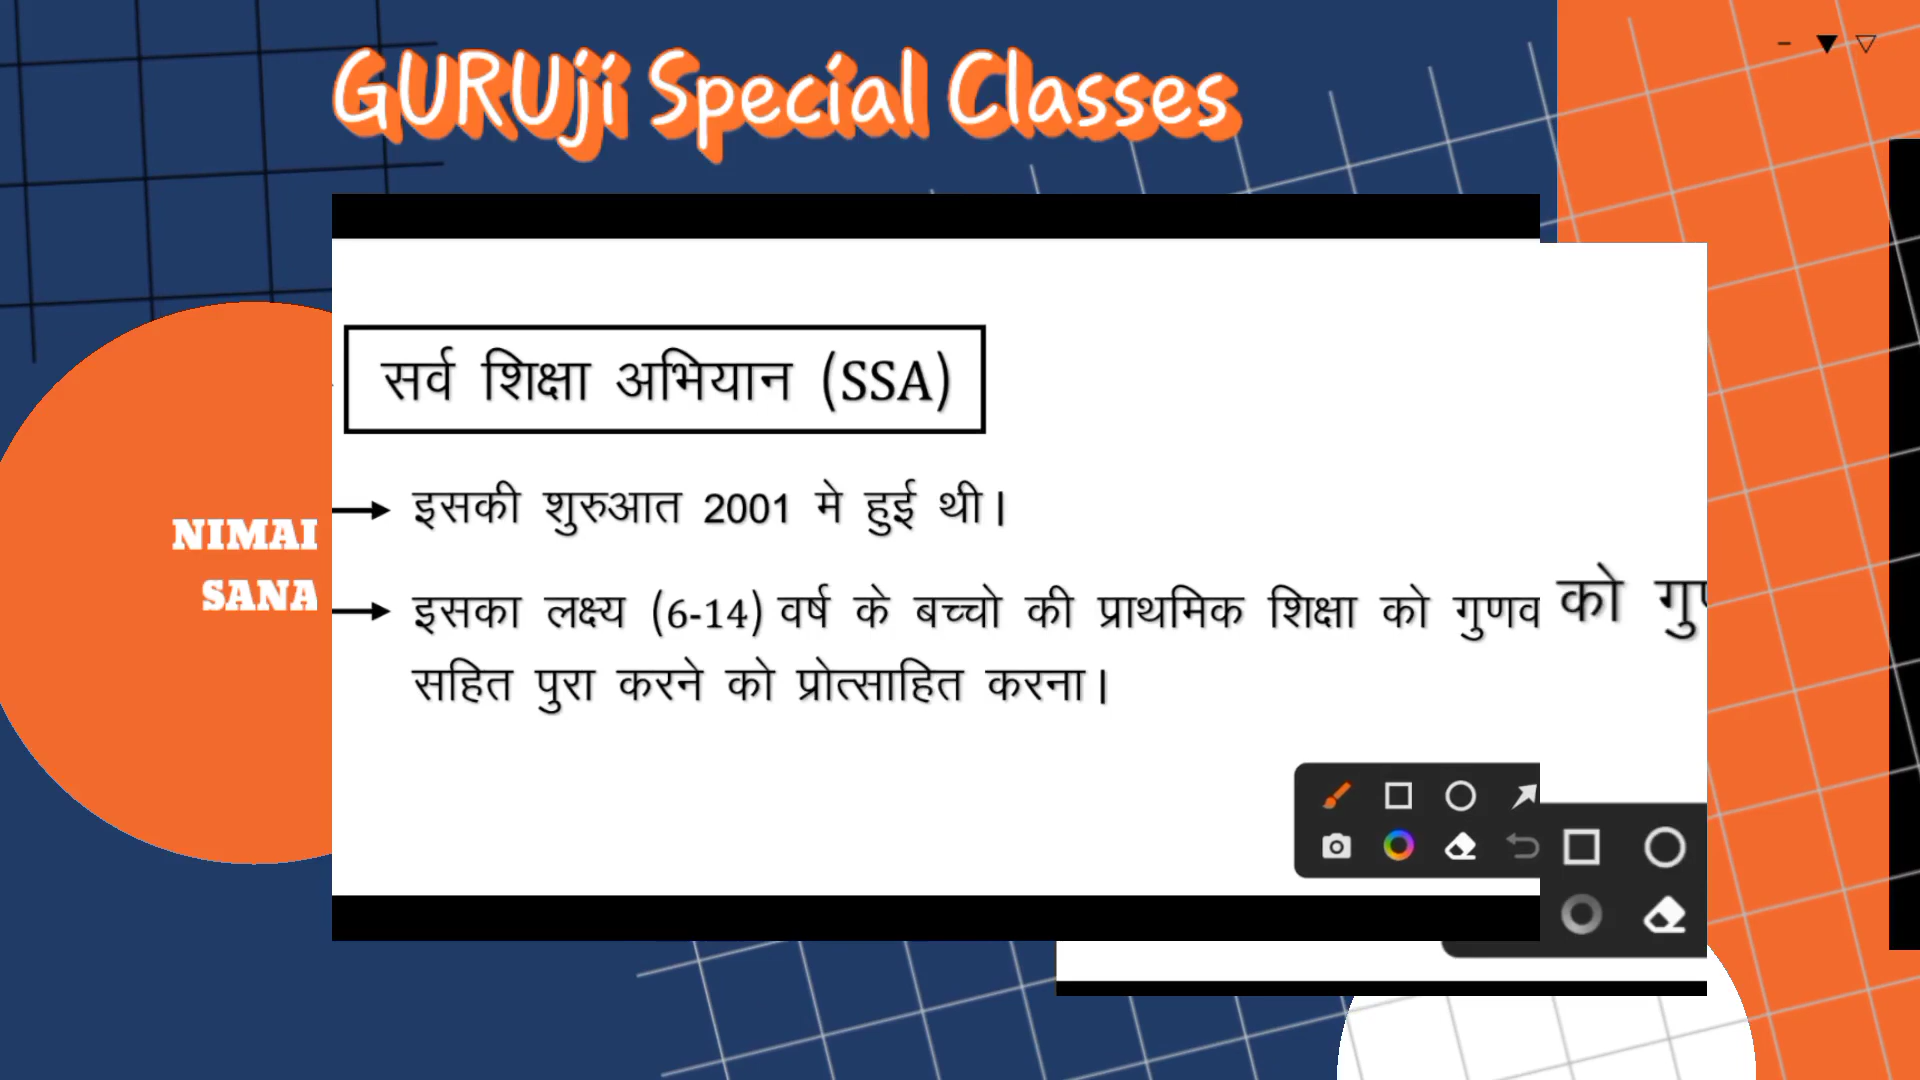 GURUji Special Classes
सर्व शिक्षा अभियान (SSA)
इसकी शुरुआत 2001 मे हुई थी।
NIMAI
SANA
इसका लक्ष्य (6-14) वर्ष के बच्चो की प्राथमिक शिक्षा को
को
सहित पुरा करने को प्रोत्साहित करना।